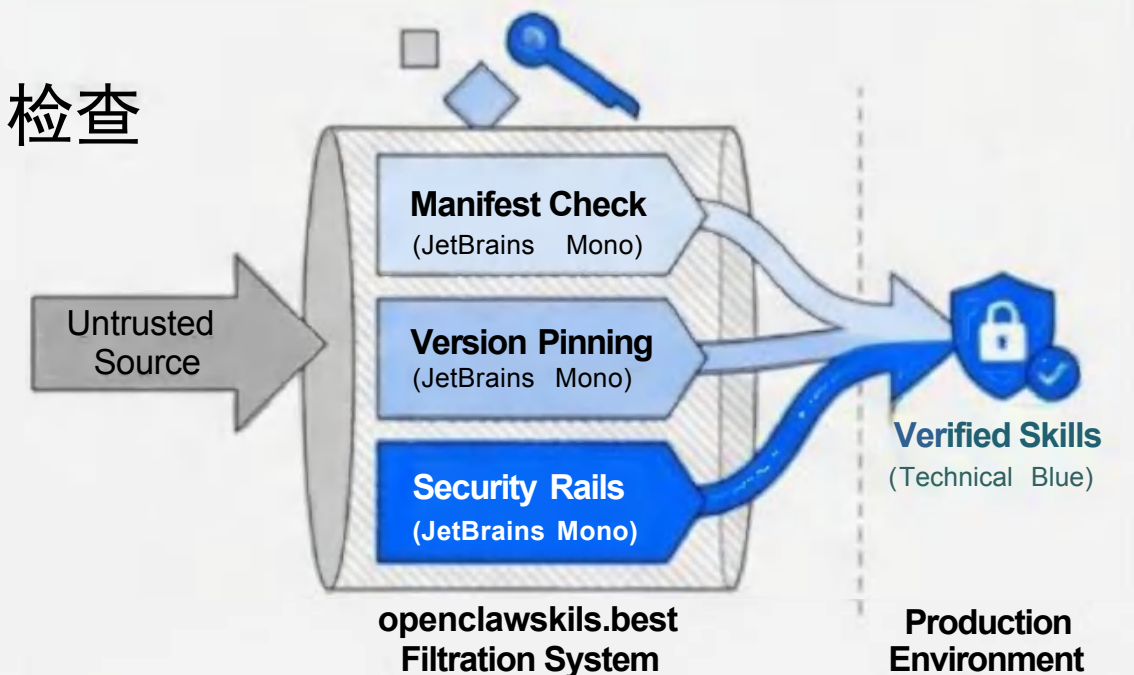 检查
Untrusted
Source
Manifest Check
(JetBrains Mono)
Version Pinning
(JetBrains Mono)
Security Rails
(JetBrains Mono)
Verified Skills
(Technical Blue)
openclawskils.best
Filtration System
Production
Environment